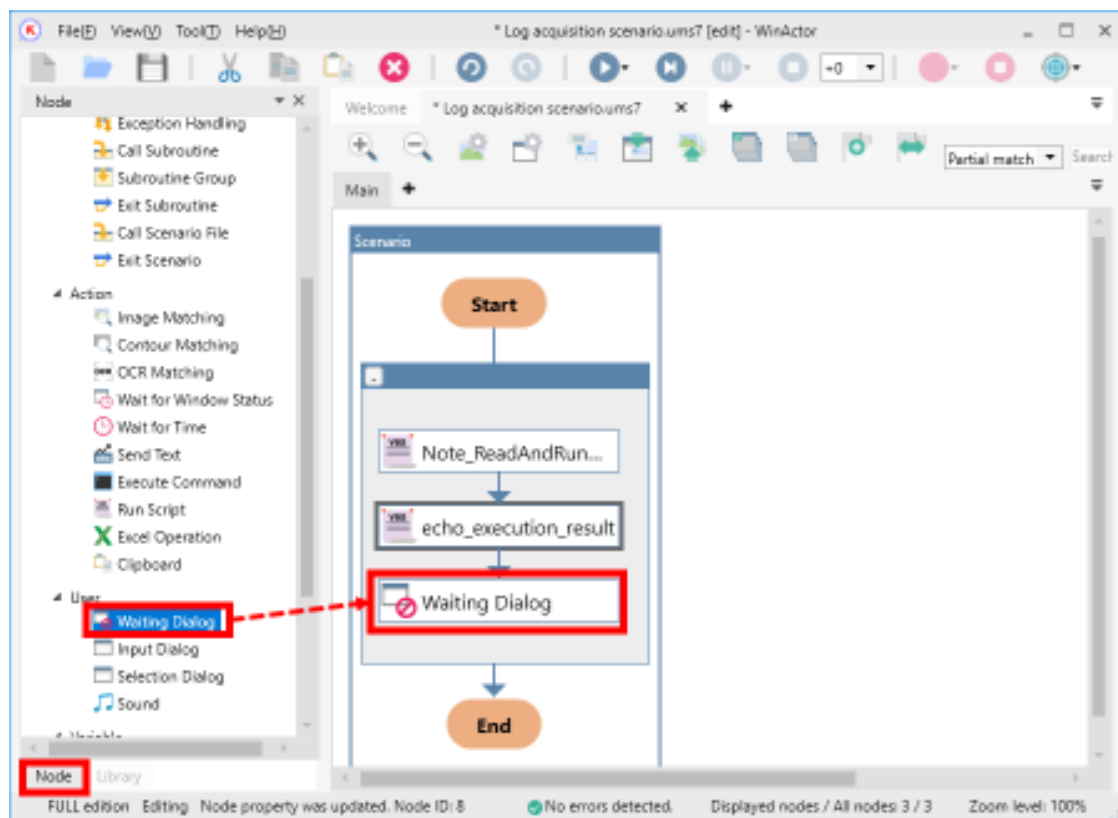 File(F) View(V) Tool(T) Help(H)
* Log acquisition scenario.ums7 [edit] - WinActor
+0
Node
Welcome * Log acquisition scenario.ums7
Partial match Search
Main
Exception Handling
Call Subroutine
Subroutine Group
Exit Subroutine
Call Scenario File
Exit Scenario
Action
Image Matching
Contour Matching
OCR Matching
Wait for Window Status
Wait for Time
Send Text
Execute Command
Run Script
Excel Operation
Clipboard
User
Waiting Dialog
Input Dialog
Selection Dialog
Sound
Variable
Node Library
Scenario
Start
Note_ReadAndRun...
echo_execution_result
Waiting Dialog
End
FULL edition Editing Node property was updated. Node ID: 8 No errors detected. Displayed nodes / All nodes: 3 / 3 Zoom level: 100%